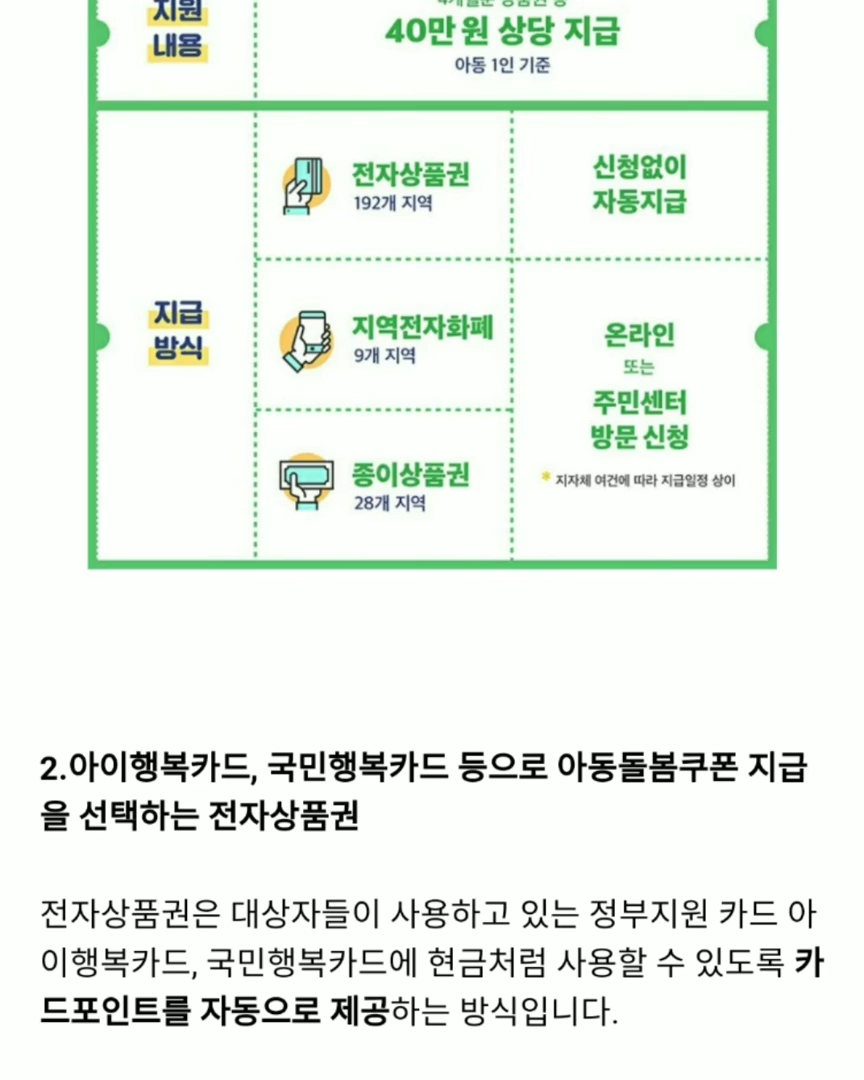 지원
내용
40만 원 상당 지급
아동 1인 기준
전자상품권
192개 지역
신청없이
자동지급
지급
방식
지역전자화폐
9개 지역
온라인
또는
주민센터
방문 신청
* 지자체 여건에 따라 지급일정 상이
종이상품권
28개 지역
2.아이행복카드, 국민행복카드 등으로 아동돌봄쿠폰 지급
을 선택하는 전자상품권
전자상품권은 대상자들이 사용하고 있는 정부지원 카드 아
이행복카드, 국민행복카드에 현금처럼 사용할 수 있도록 카
드포인트를 자동으로 제공하는 방식입니다.